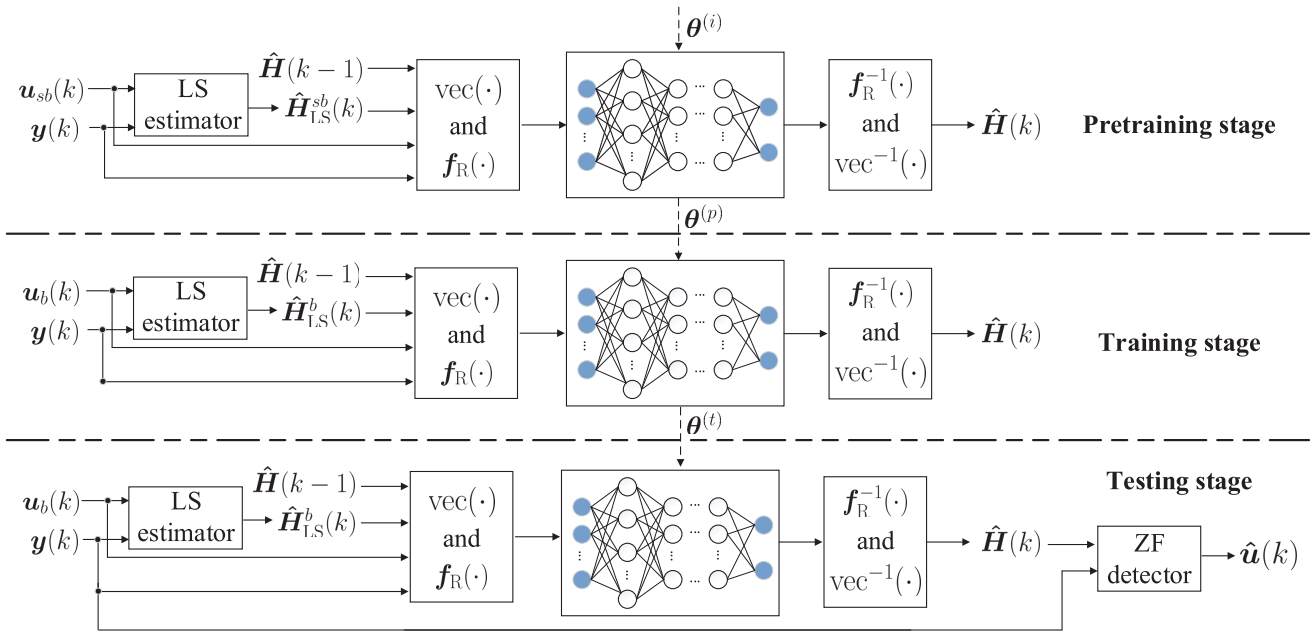 θ^(i)
u_sb(k)
y(k)
LS
estimator
Ĥ(k − 1)
Ĥ^sb_LS(k)
vec(·)
and
f_R(·)
...
...
f_R^−1(·)
and
vec^−1(·)
Ĥ(k)
Pretraining stage
θ^(p)
u_b(k)
y(k)
LS
estimator
Ĥ(k − 1)
Ĥ^b_LS(k)
vec(·)
and
f_R(·)
...
...
f_R^−1(·)
and
vec^−1(·)
Ĥ(k)
Training stage
θ^(t)
u_b(k)
y(k)
LS
estimator
Ĥ(k − 1)
Ĥ^b_LS(k)
vec(·)
and
f_R(·)
...
...
f_R^−1(·)
and
vec^−1(·)
Ĥ(k)
Testing stage
ZF
detector
û(k)